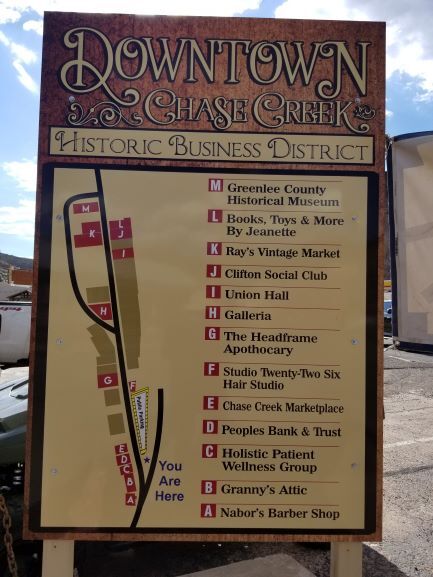 DOWNTOWN
CHASE CREEK
HISTORIC BUSINESS DISTRICT
M Greenlee County
Historical Museum
L Books, Toys & More
By Jeanette
K Ray's Vintage Market
J Clifton Social Club
I Union Hall
H Galleria
G The Headframe
Apothecary
F Studio Twenty-Two Six
Hair Studio
E Chase Creek Marketplace
D Peoples Bank & Trust
C Holistic Patient
Wellness Group
B Granny's Attic
A Nabor's Barber Shop
M
L
K
J
I
H
G
F
Public Parking
E
D
C
B
A
You
Are
Here